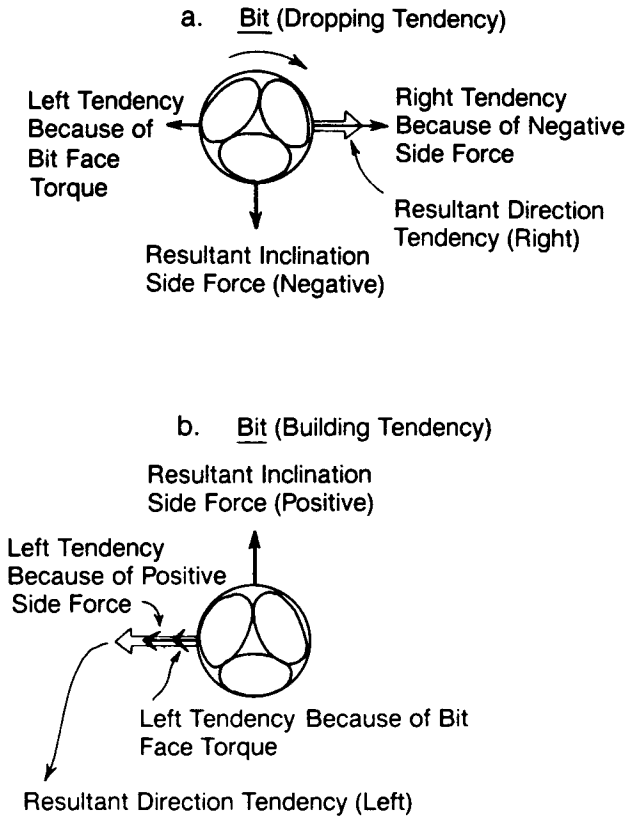 a. Bit (Dropping Tendency)
Left Tendency
Because of
Bit Face
Torque
Right Tendency
Because of Negative
Side Force
Resultant Direction
Tendency (Right)
Resultant Inclination
Side Force (Negative)
b. Bit (Building Tendency)
Resultant Inclination
Side Force (Positive)
Left Tendency
Because of Positive
Side Force
Left Tendency Because of Bit
Face Torque
Resultant Direction Tendency (Left)